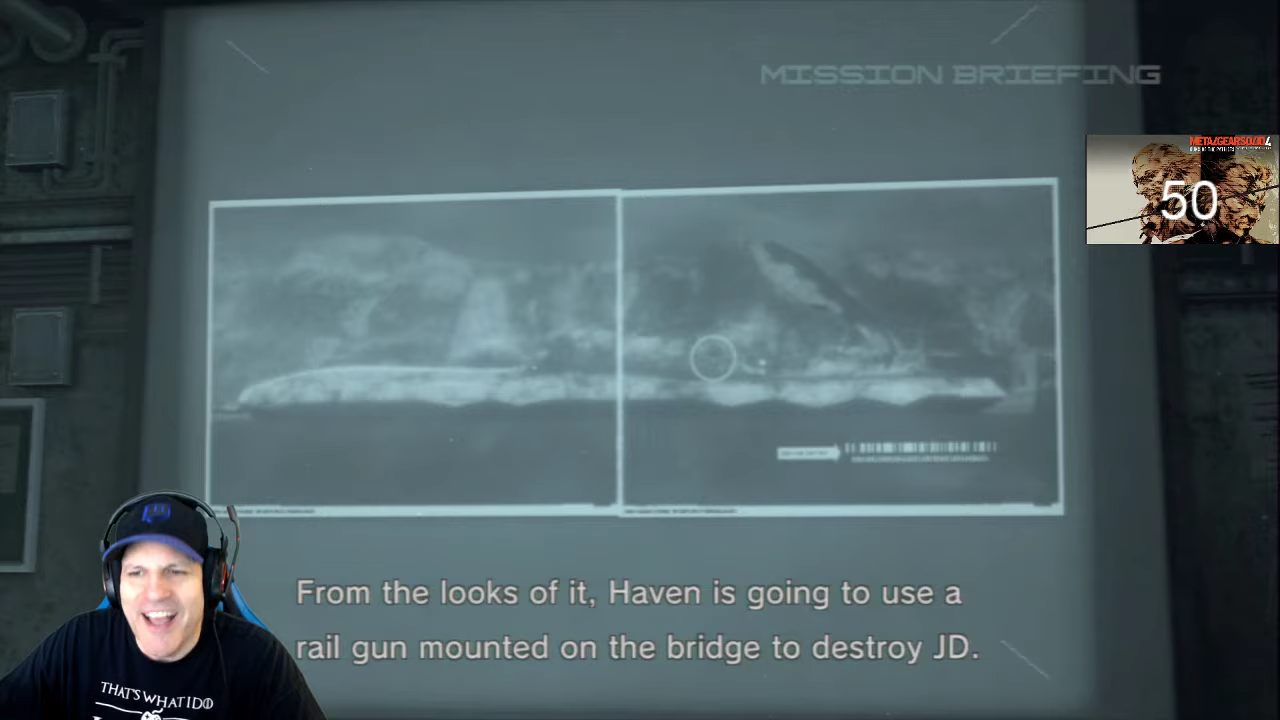 MISSION BRIEFING
METAL GEAR SOLID 4
50
From the looks of it, Haven is going to use a
rail gun mounted on the bridge to destroy JD.
THAT'S WHAT I DO